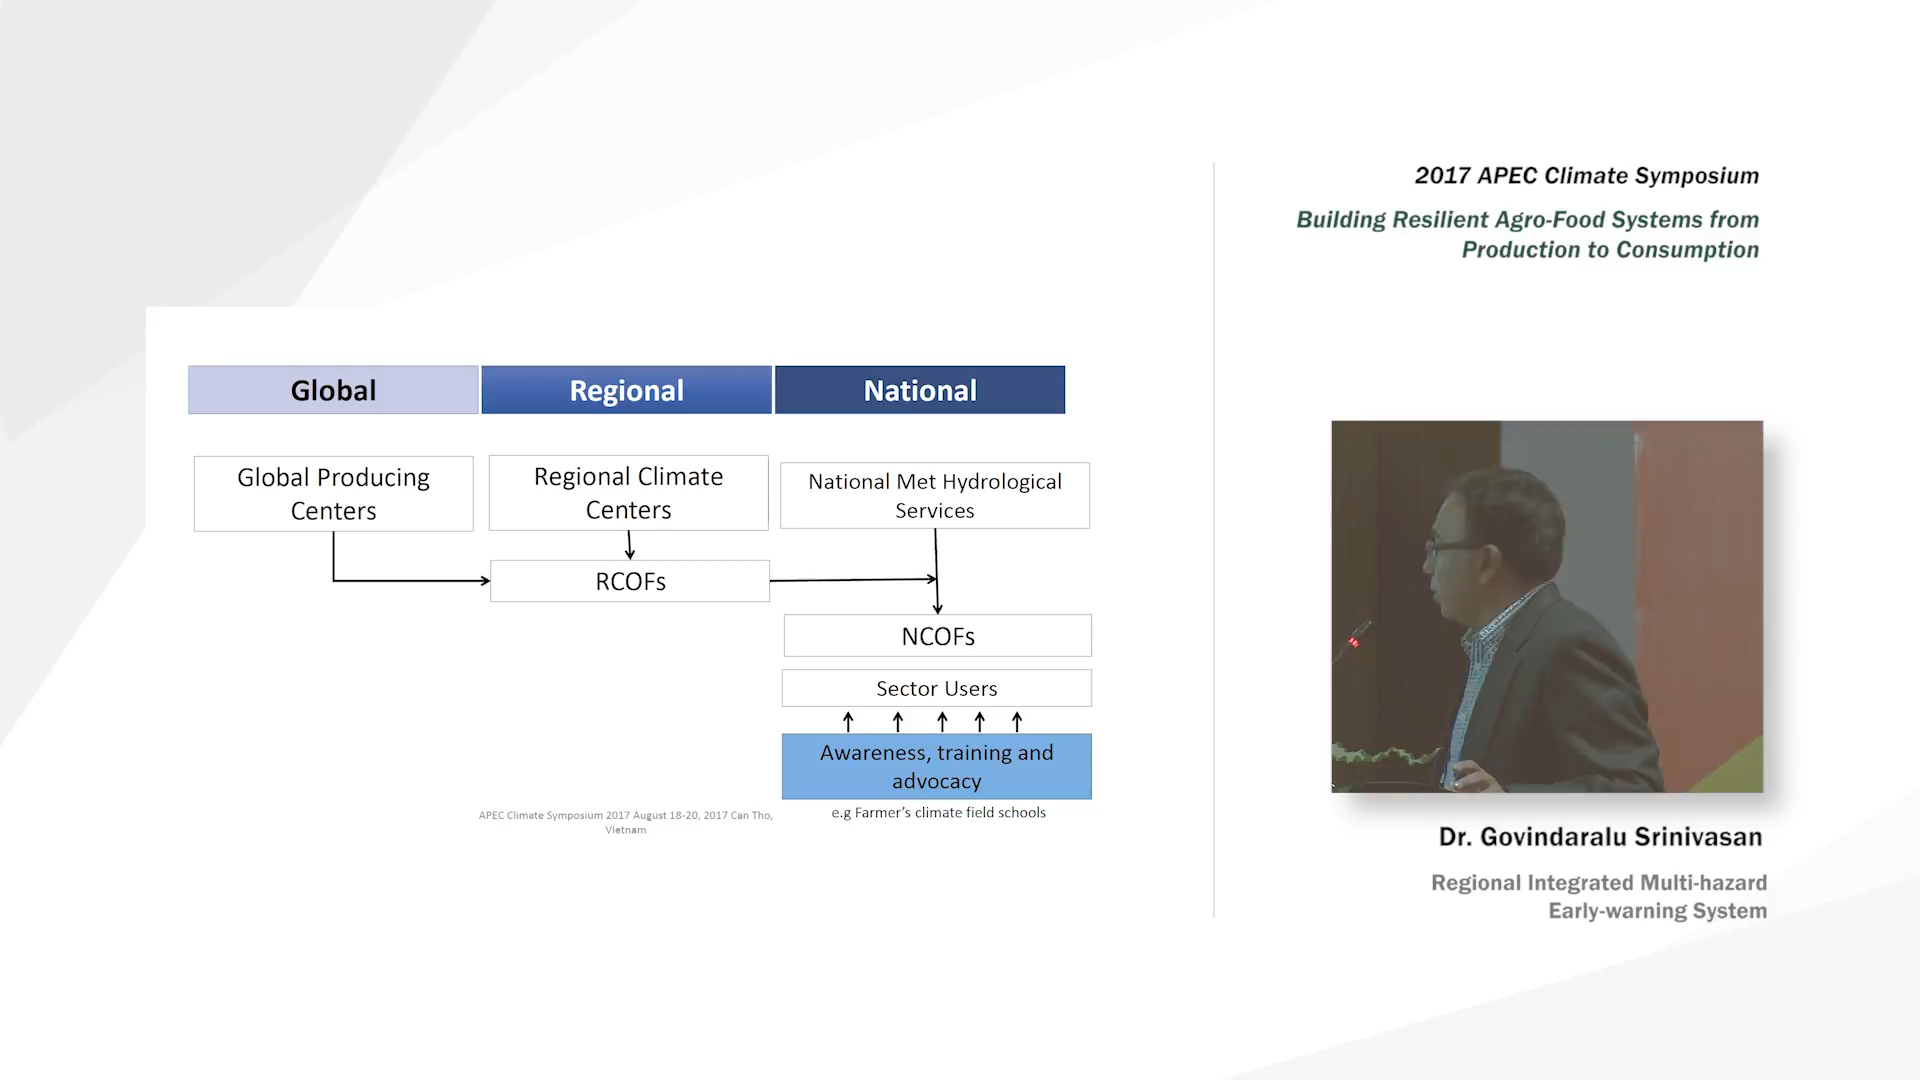 2017 APEC Climate Symposium
Building Resilient Agro-Food Systems from
Production to Consumption
Global
Regional
National
Global Producing
Centers
Regional Climate
Centers
National Met Hydrological
Services
RCOFs
NCOFs
Sector Users
Awareness, training and
advocacy
e.g Farmer’s climate field schools
APEC Climate Symposium 2017 August 18-20, 2017 Can Tho,
Vietnam
Dr. Govindaralu Srinivasan
Regional Integrated Multi-hazard
Early-warning System